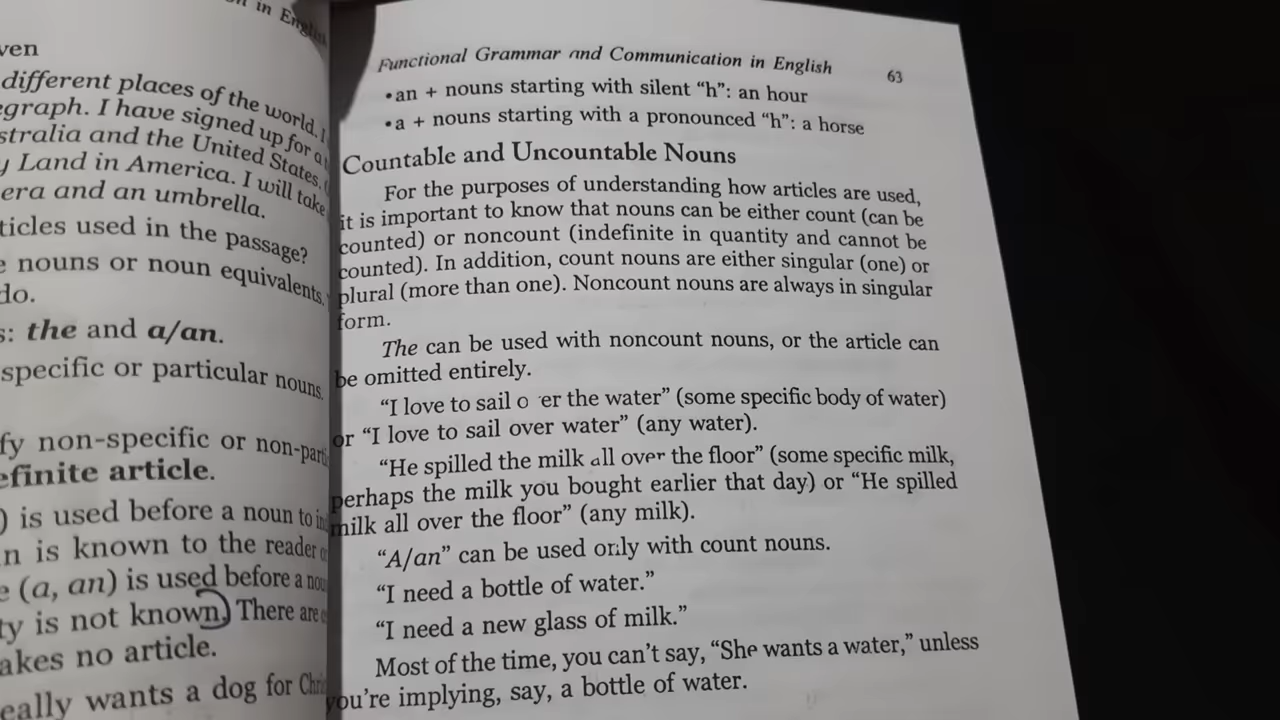 in
ven
different places of the world. I
egraph. I have signed up for a
stralia and the United States.
y Land in America. I will take
era and an umbrella.
ticles used in the passage?
e nouns or noun equivalents.
do.
s: the and a/an.
specific or particular nouns.
fy non-specific or non-parti
efinite article.
) is used before a noun to in
n is known to the reader
e (a, an) is used before a nou
ty is not known. There are
akes no article.
eally wants a dog for Chri
Functional Grammar and Communication in English 63
•an + nouns starting with silent “h”: an hour
•a + nouns starting with a pronounced “h”: a horse
Countable and Uncountable Nouns
For the purposes of understanding how articles are used,
it is important to know that nouns can be either count (can be
counted) or noncount (indefinite in quantity and cannot be
counted). In addition, count nouns are either singular (one) or
plural (more than one). Noncount nouns are always in singular
form.
The can be used with noncount nouns, or the article can
be omitted entirely.
“I love to sail o er the water” (some specific body of water)
or “I love to sail over water” (any water).
“He spilled the milk all over the floor” (some specific milk,
perhaps the milk you bought earlier that day) or “He spilled
milk all over the floor” (any milk).
“A/an” can be used only with count nouns.
“I need a bottle of water.”
“I need a new glass of milk.”
Most of the time, you can’t say, “She wants a water,” unless
you’re implying, say, a bottle of water.